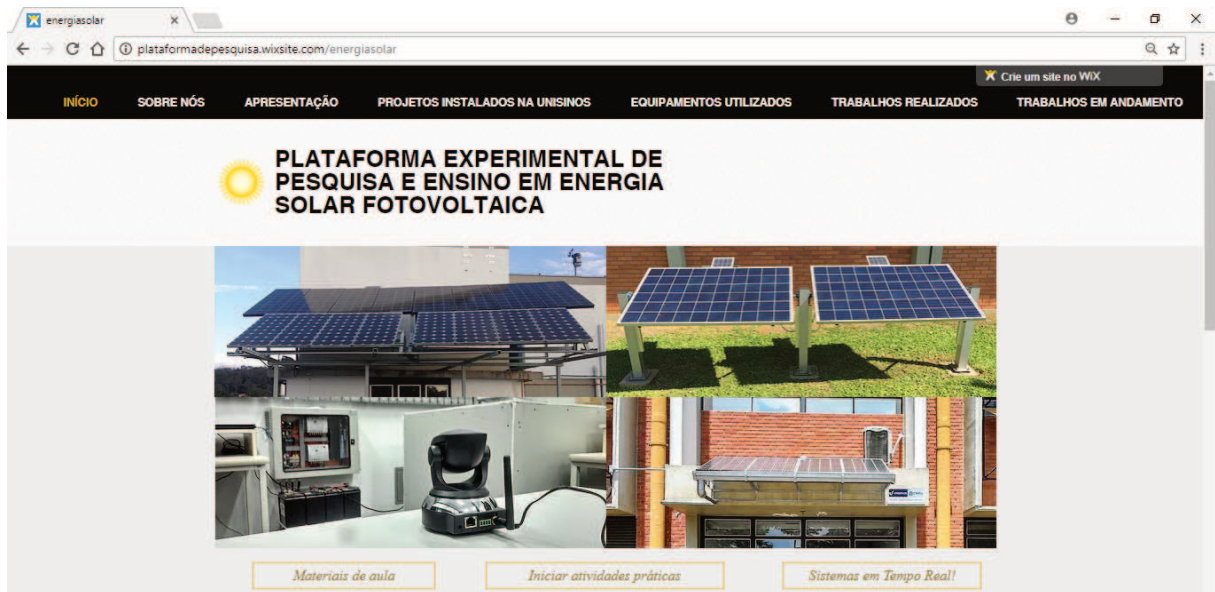 energiasolar
plataformadepesquisa.wixsite.com/energiasolar
Crie um site no WiX
INÍCIO SOBRE NÓS APRESENTAÇÃO PROJETOS INSTALADOS NA UNISINOS EQUIPAMENTOS UTILIZADOS TRABALHOS REALIZADOS TRABALHOS EM ANDAMENTO
PLATAFORMA EXPERIMENTAL DE
PESQUISA E ENSINO EM ENERGIA
SOLAR FOTOVOLTAICA
Materiais de aula Iniciar atividades práticas Sistemas em Tempo Real!